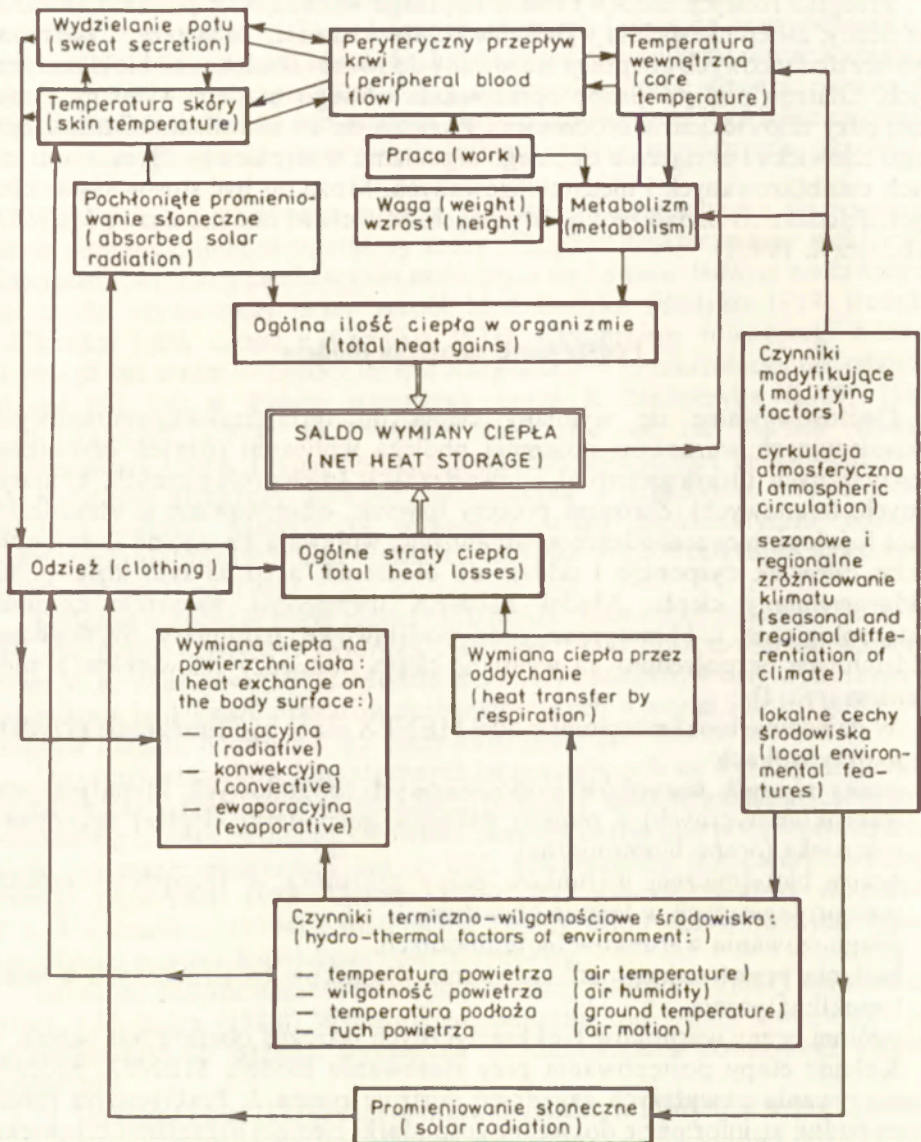 Wydzielanie potu
(sweat secretion)
Peryferyczny przepływ
krwi
(peripheral blood
flow)
Temperatura
wewnętrzna
(core
temperature)
Temperatura skóry
(skin temperature)
Praca (work)
Pochłonięte promienio-
wanie słoneczne
(absorbed solar
radiation)
Waga (weight)
wzrost (height)
Metabolizm
(metabolism)
Ogólna ilość ciepła w organizmie
(total heat gains)
SALDO WYMIANY CIEPŁA
(NET HEAT STORAGE)
Czynniki
modyfikujące
(modifying
factors)
cyrkulacja
atmosferyczna
(atmospheric
circulation)
sezonowe i
regionalne
zróżnicowanie
klimatu
(seasonal and
regional diffe-
rentiation of
climate)
lokalne cechy
środowiska
(local environ-
mental fea-
tures)
Odzież (clothing)
Ogólne straty ciepła
(total heat losses)
Wymiana ciepła na
powierzchni ciała:
(heat exchange on
the body surface:)
— radiacyjna
(radiative)
— konwekcyjna
(convective)
— ewaporacyjna
(evaporative)
Wymiana ciepła przez
oddychanie
(heat transfer by
respiration)
Czynniki termiczno-wilgotnościowe środowiska
(hydro-thermal factors of environment:)
— temperatura powietrza (air temperature)
— wilgotność powietrza (air humidity)
— temperatura podłoża (ground temperature)
— ruch powietrza (air motion)
Promieniowanie słoneczne
(solar radiation)